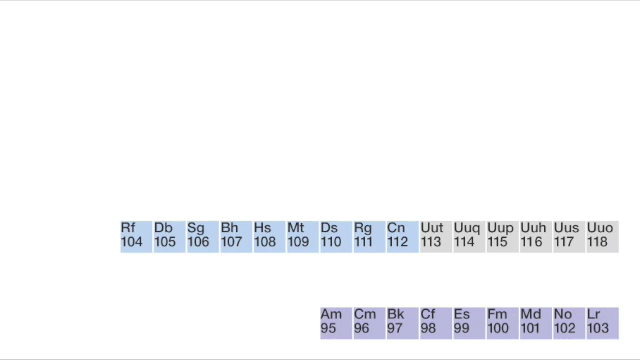 Rf Db Sg Bh Hs Mt Ds Rg Cn Uut Uuq Uup Uuh Uus Uuo
104 105 106 107 108 109 110 111 112 113 114 115 116 117 118
Am Cm Bk Cf Es Fm Md No Lr
95 96 97 98 99 100 101 102 103